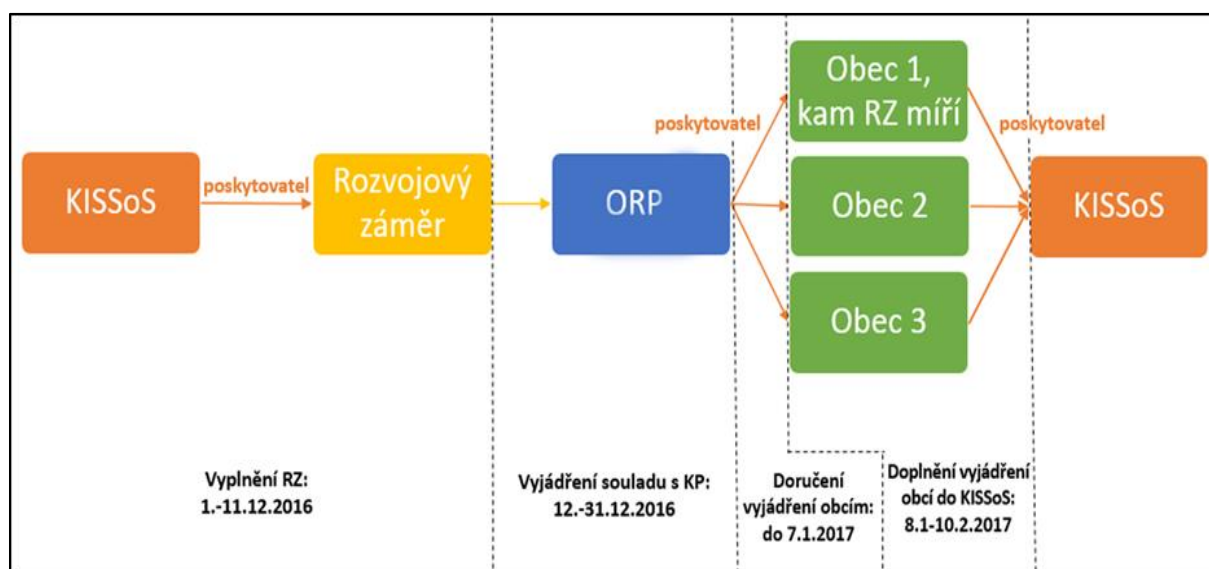 KISSoS
poskytovatel
Rozvojový
záměr
ORP
poskytovatel
Obec 1,
kam RZ míří
Obec 2
Obec 3
poskytovatel
KISSoS
Vyplnění RZ:
1.-11.12.2016
Vyjádření souladu s KP:
12.-31.12.2016
Doručení
vyjádření obcím:
do 7.1.2017
Doplnění vyjádření
obcí do KISSoS:
8.1-10.2.2017